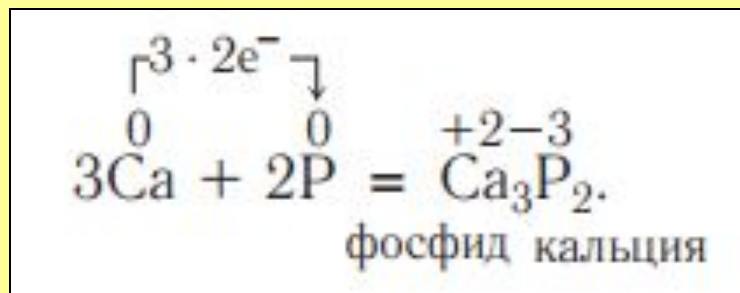 3 · 2e⁻
0 0 +2−3
3Ca + 2P = Ca₃P₂.
фосфид кальция